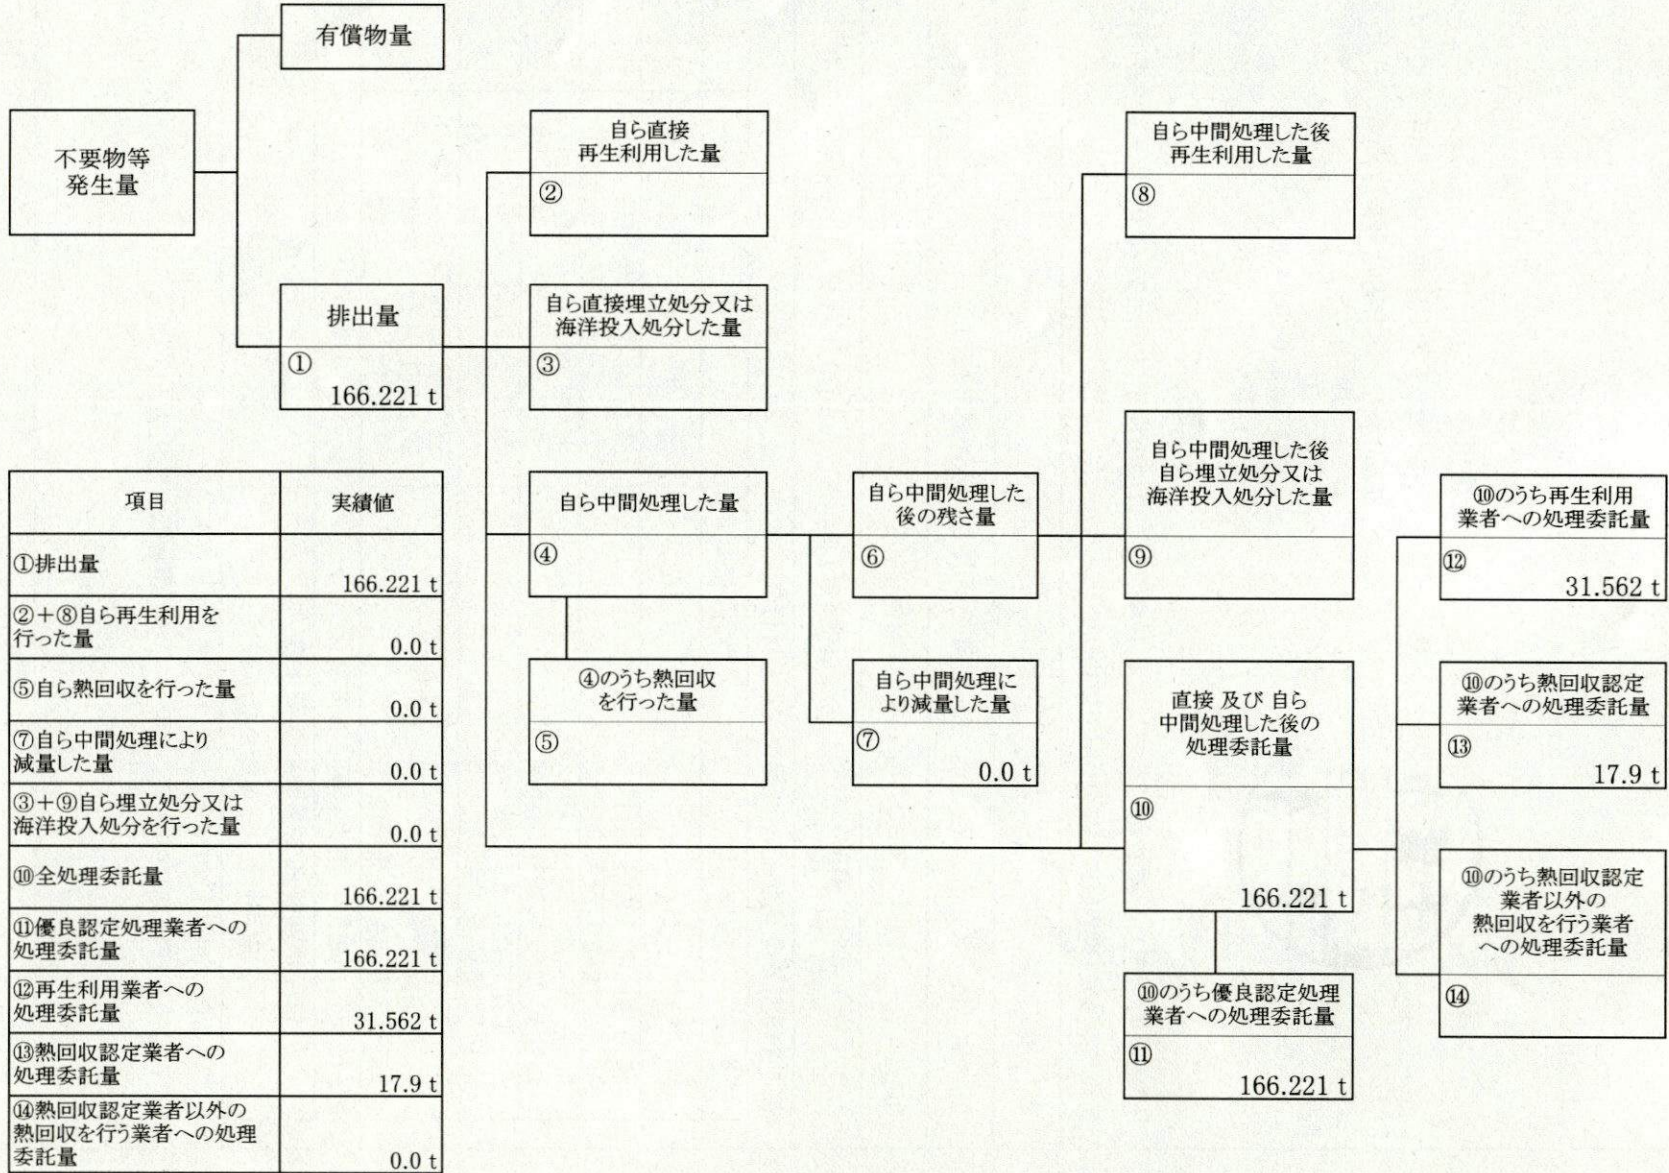 有償物量
不要物等
発生量
排出量
①
166.221 t
自ら直接
再生利用した量
②
自ら直接埋立処分又は
海洋投入処分した量
③
自ら中間処理した量
④
④のうち熱回収
を行った量
⑤
自ら中間処理した
後の残さ量
⑥
自ら中間処理に
より減量した量
⑦
0.0 t
自ら中間処理した後
再生利用した量
⑧
自ら中間処理した後
自ら埋立処分又は
海洋投入処分した量
⑨
直接 及び 自ら
中間処理した後の
処理委託量
⑩
166.221 t
⑩のうち優良認定処理
業者への処理委託量
⑪
166.221 t
⑩のうち再生利用
業者への処理委託量
⑫
31.562 t
⑩のうち熱回収認定
業者への処理委託量
⑬
17.9 t
⑩のうち熱回収認定
業者以外の
熱回収を行う業者
への処理委託量
⑭
項目 実績値
①排出量
166.221 t
②+⑧自ら再生利用を
行った量
0.0 t
⑤自ら熱回収を行った量
0.0 t
⑦自ら中間処理により
減量した量
0.0 t
③+⑨自ら埋立処分又は
海洋投入処分を行った量
0.0 t
⑩全処理委託量
166.221 t
⑪優良認定処理業者への
処理委託量
166.221 t
⑫再生利用業者への
処理委託量
31.562 t
⑬熱回収認定業者への
処理委託量
17.9 t
⑭熱回収認定業者以外の
熱回収を行う業者への処理
委託量
0.0 t